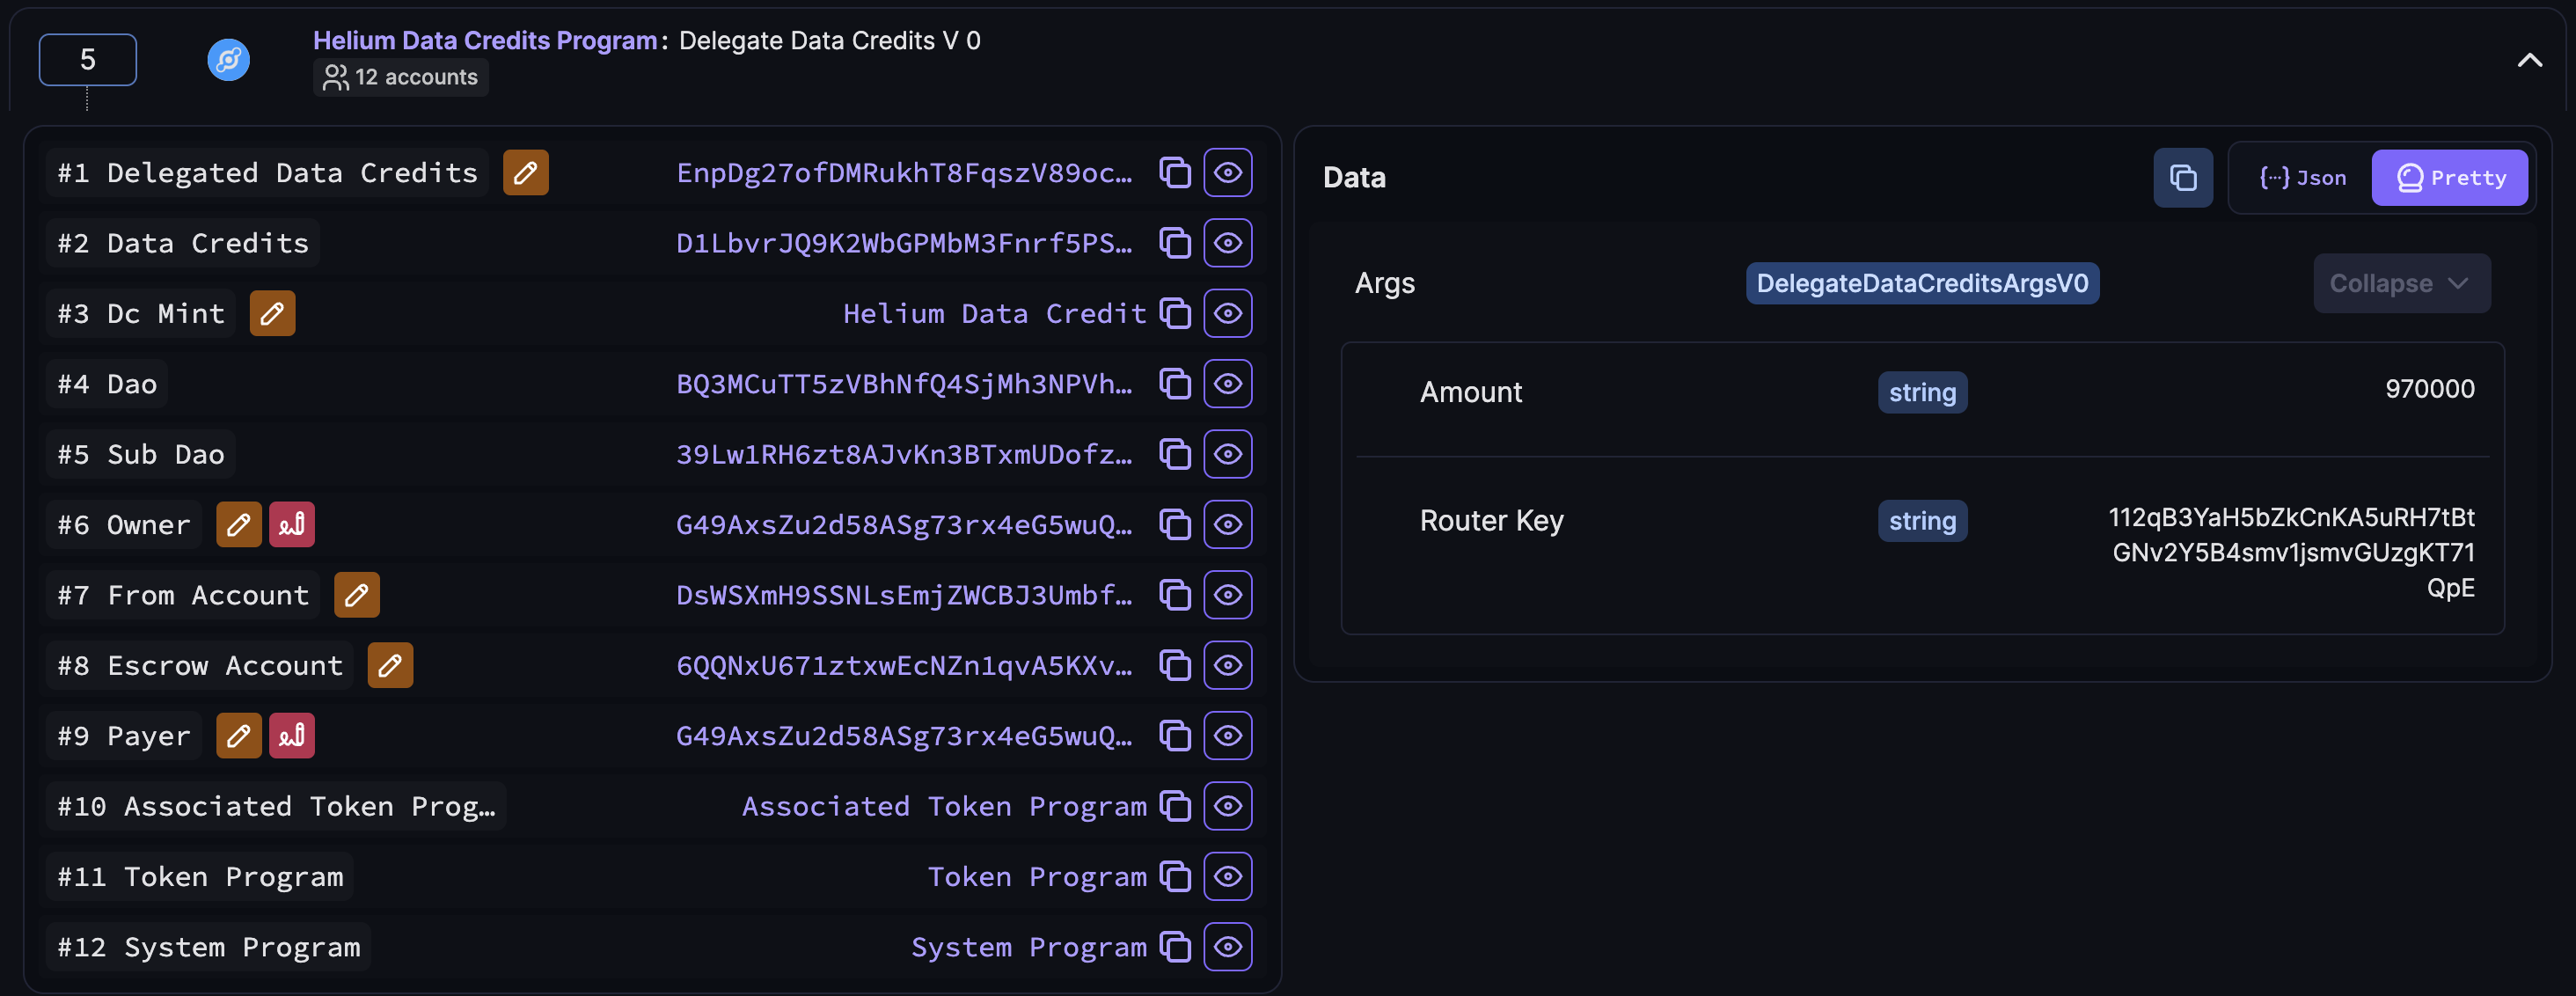 5
Helium Data Credits Program: Delegate Data Credits V 0
12 accounts
#1 Delegated Data Credits EnpDg27ofDMRukhT8FqszV89oc…
#2 Data Credits D1LbvrJQ9K2WbGPMbM3Fnrf5PS…
#3 Dc Mint Helium Data Credit
#4 Dao BQ3MCuTT5zVBhNfQ4SjMh3NPVh…
#5 Sub Dao 39Lw1RH6zt8AJvKn3BTxmUDofz…
#6 Owner G49AxsZu2d58ASg73rx4eG5wuQ…
#7 From Account DsWSXmH9SSNLsEmjZWCBJ3Umbf…
#8 Escrow Account 6QQNxU671ztxwEcNZn1qvA5KXv…
#9 Payer G49AxsZu2d58ASg73rx4eG5wuQ…
#10 Associated Token Prog… Associated Token Program
#11 Token Program Token Program
#12 System Program System Program
Data Json Pretty
Args DelegateDataCreditsArgsV0 Collapse
Amount string 970000
Router Key string 112qB3YaH5bZkCnKA5uRH7tBt
GNv2Y5B4smv1jsmvGUzgKT71
QpE